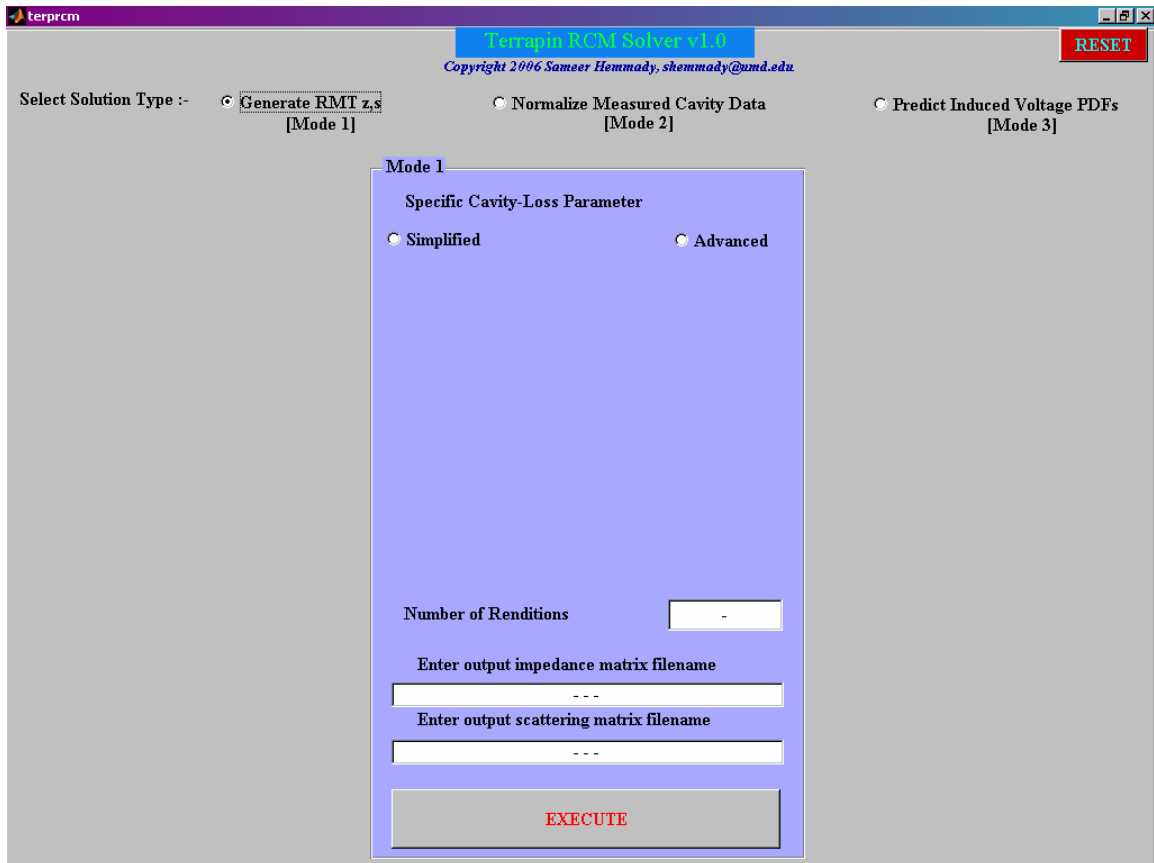 terprcm
Terrapin RCM Solver v1.0
RESET
Copyright 2006 Sameer Hemmady, shemmady@umd.edu
Select Solution Type :-
Generate RMT z,s
[Mode 1]
Normalize Measured Cavity Data
[Mode 2]
Predict Induced Voltage PDFs
[Mode 3]
Mode 1
Specific Cavity-Loss Parameter
Simplified
Advanced
Number of Renditions
-
Enter output impedance matrix filename
- - -
Enter output scattering matrix filename
- - -
EXECUTE